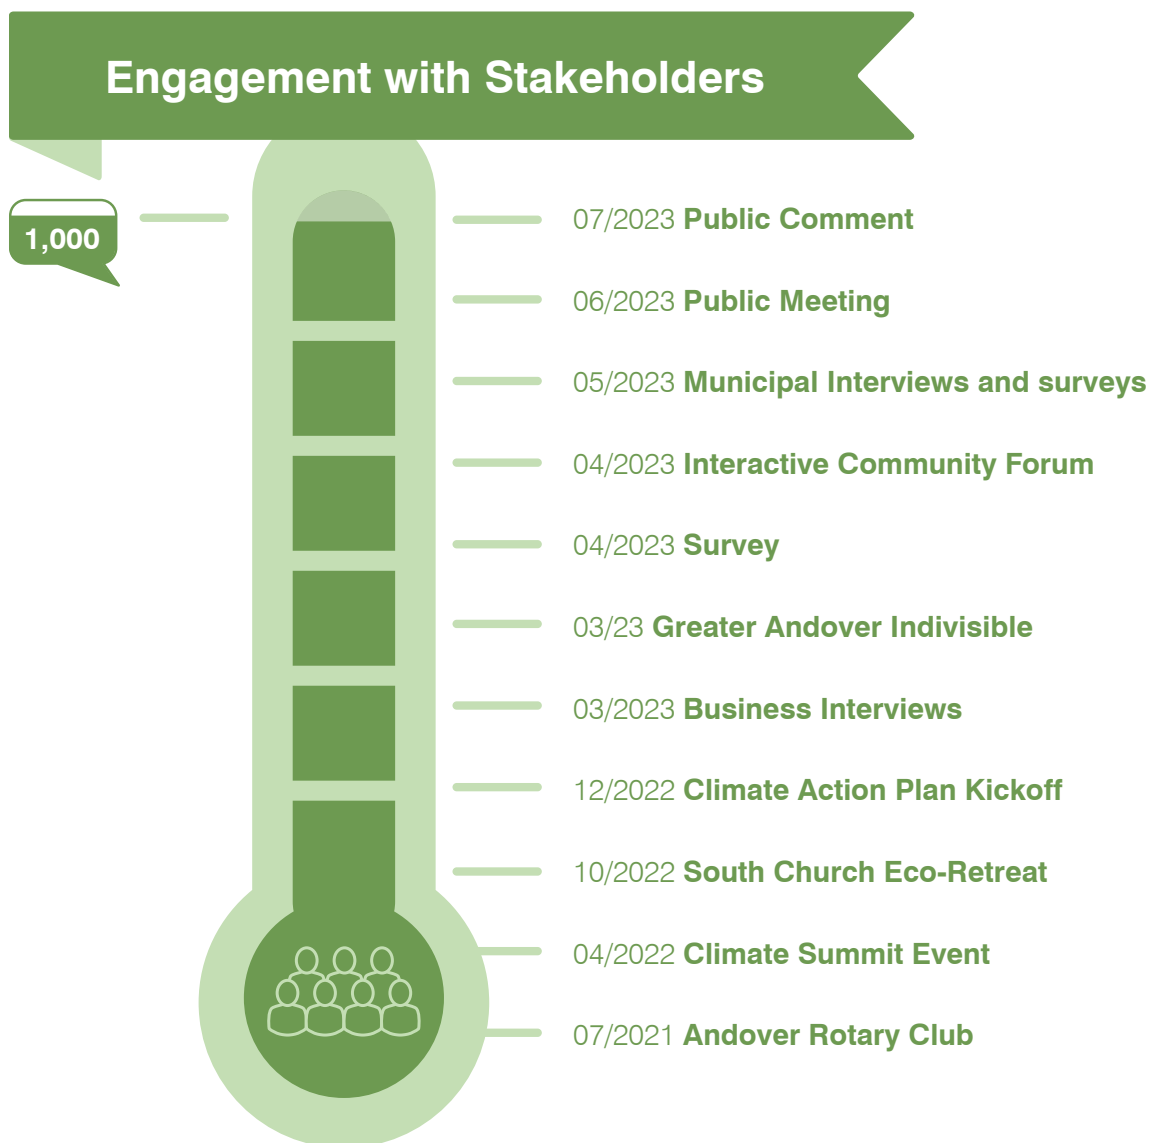 Engagement with Stakeholders
1,000
07/2023 Public Comment
06/2023 Public Meeting
05/2023 Municipal Interviews and surveys
04/2023 Interactive Community Forum
04/2023 Survey
03/23 Greater Andover Indivisible
03/2023 Business Interviews
12/2022 Climate Action Plan Kickoff
10/2022 South Church Eco-Retreat
04/2022 Climate Summit Event
07/2021 Andover Rotary Club